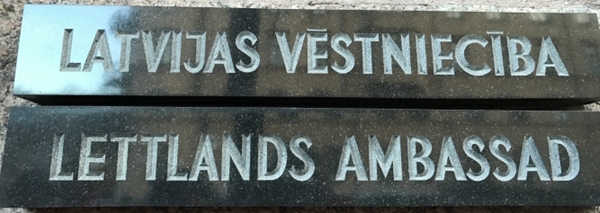 LATVIJAS VĒSTNIECĪBA
LETTLANDS AMBASSAD